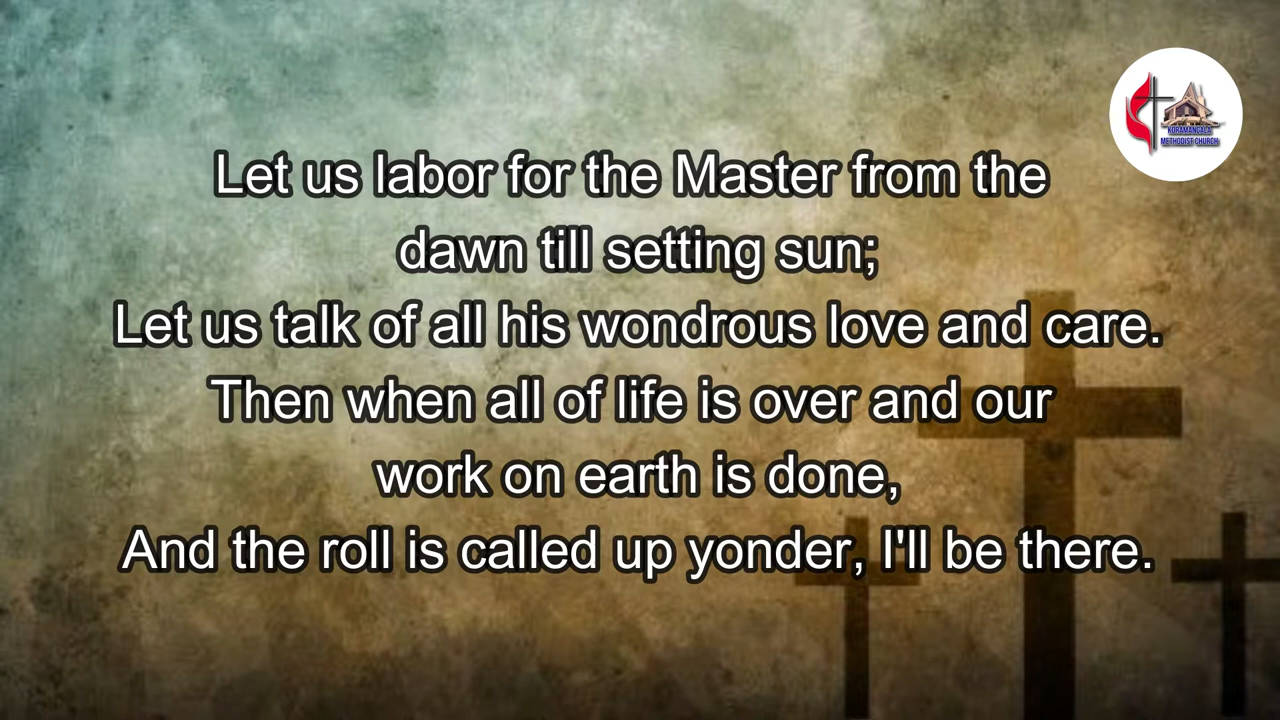 KORAMANGALA
METHODIST CHURCH
Let us labor for the Master from the
dawn till setting sun;
Let us talk of all his wondrous love and care.
Then when all of life is over and our
work on earth is done,
And the roll is called up yonder, I'll be there.